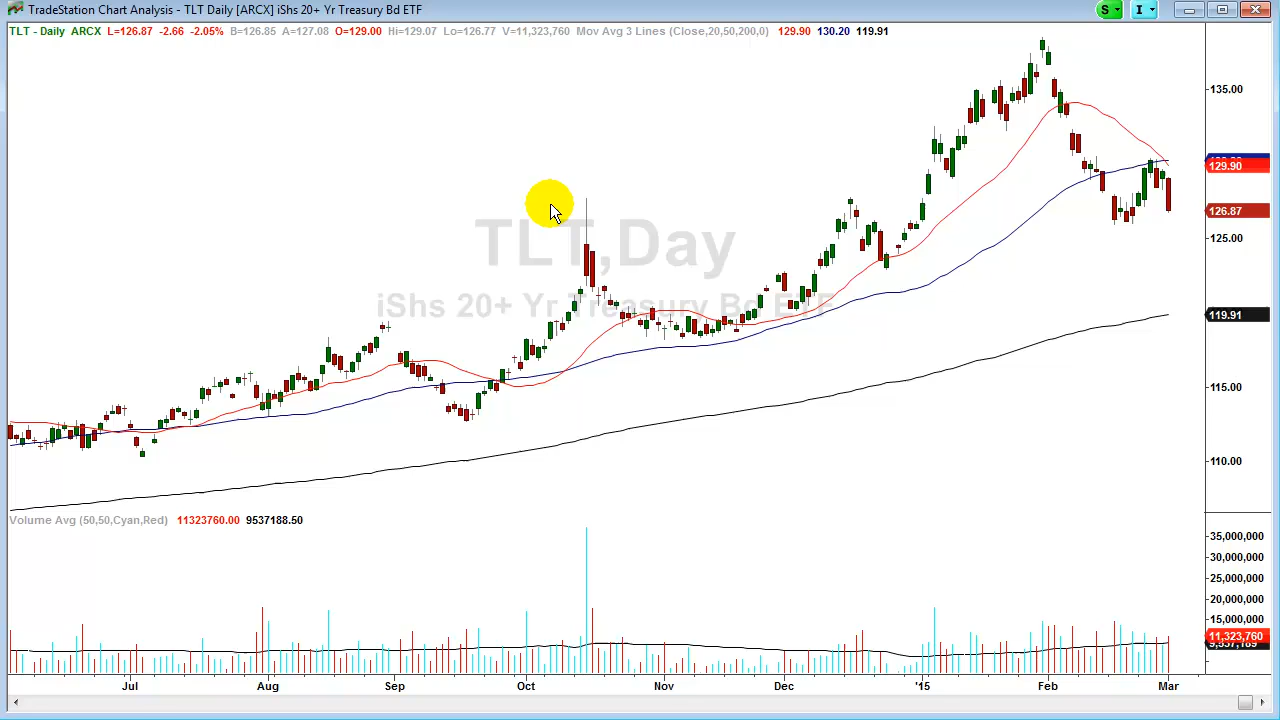 TradeStation Chart Analysis - TLT Daily [ARCX] iShs 20+ Yr Treasury Bd ETF
S I
TLT - Daily ARCX L=126.87 -2.66 -2.05% B=126.85 A=127.08 O=129.00 Hi=129.07 Lo=126.77 V=11,323,760 Mov Avg 3 Lines (Close,20,50,200,0) 129.90 130.20 119.91
135.00
129.90
126.87
TLT,Day
125.00
iShs 20+ Yr Treasury Bd ETF
119.91
115.00
110.00
Volume Avg (50,50,Cyan,Red) 11323760.00 9537188.50
35,000,000
30,000,000
25,000,000
20,000,000
15,000,000
11,323,760
Jul Aug Sep Oct Nov Dec '15 Feb Mar